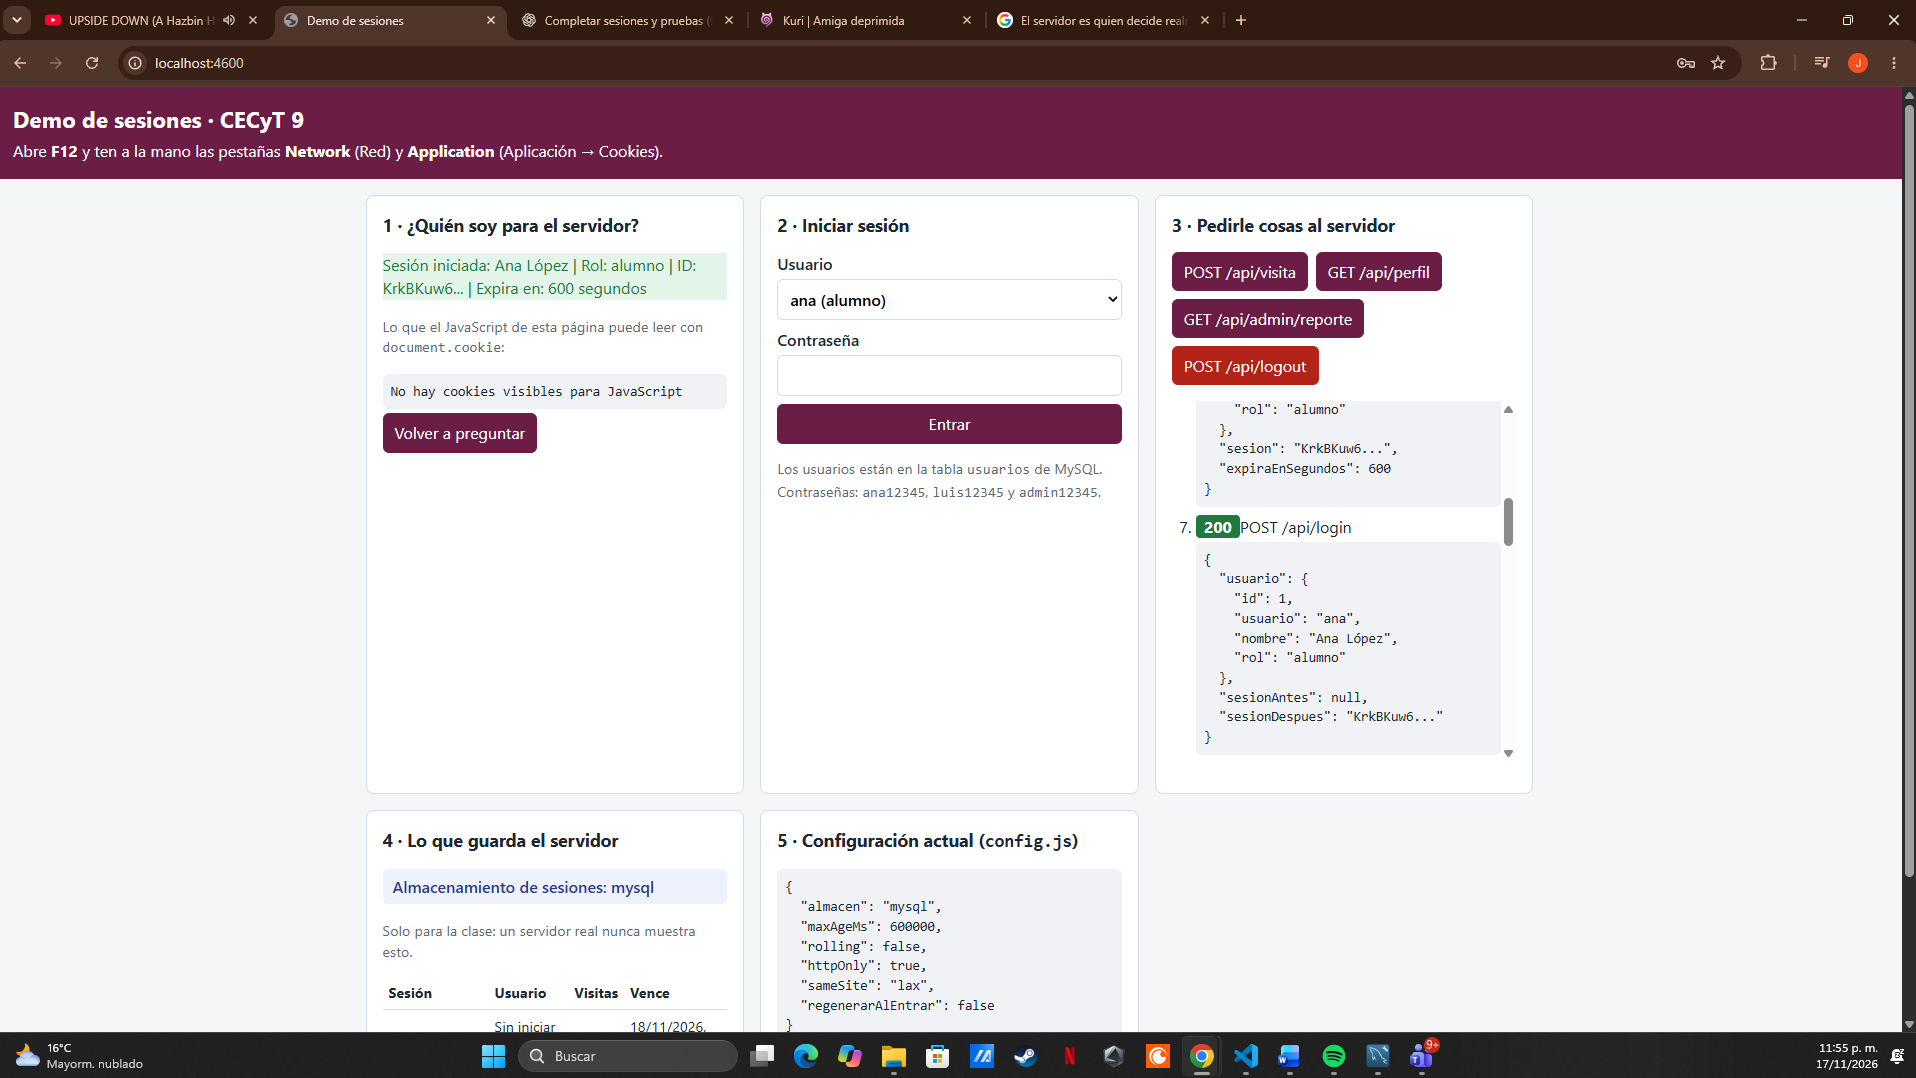 UPSIDE DOWN (A Hazbin H
Demo de sesiones
Completar sesiones y pruebas (
Kuri | Amiga deprimida
El servidor es quien decide real
localhost:4600
J
Demo de sesiones · CECyT 9
Abre F12 y ten a la mano las pestañas Network (Red) y Application (Aplicación → Cookies).
1 · ¿Quién soy para el servidor?
Sesión iniciada: Ana López | Rol: alumno | ID:
KrkBKuw6... | Expira en: 600 segundos
Lo que el JavaScript de esta página puede leer con
document.cookie:
No hay cookies visibles para JavaScript
Volver a preguntar
2 · Iniciar sesión
Usuario
ana (alumno)
Contraseña
Entrar
Los usuarios están en la tabla usuarios de MySQL.
Contraseñas: ana12345, luis12345 y admin12345.
3 · Pedirle cosas al servidor
POST /api/visita
GET /api/perfil
GET /api/admin/reporte
POST /api/logout
"rol": "alumno"
},
"sesion": "KrkBKuw6...",
"expiraEnSegundos": 600
}
7. 200 POST /api/login
{
"usuario": {
"id": 1,
"usuario": "ana",
"nombre": "Ana López",
"rol": "alumno"
},
"sesionAntes": null,
"sesionDespues": "KrkBKuw6..."
}
4 · Lo que guarda el servidor
Almacenamiento de sesiones: mysql
Solo para la clase: un servidor real nunca muestra
esto.
Sesión Usuario Visitas Vence
Sin iniciar 18/11/2026,
5 · Configuración actual (config.js)
{
"almacen": "mysql",
"maxAgeMs": 600000,
"rolling": false,
"httpOnly": true,
"sameSite": "lax",
"regenerarAlEntrar": false
}
16°C
Mayorm. nublado
Buscar
9+
11:55 p. m.
17/11/2026